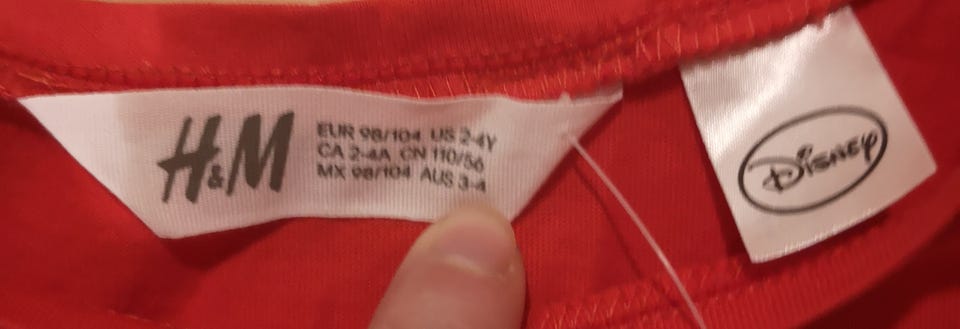 H&M
EUR 98/104 US 2-4Y
CA 2-4A CN 110/56
MX 98/104 AUS 3-4
Disney